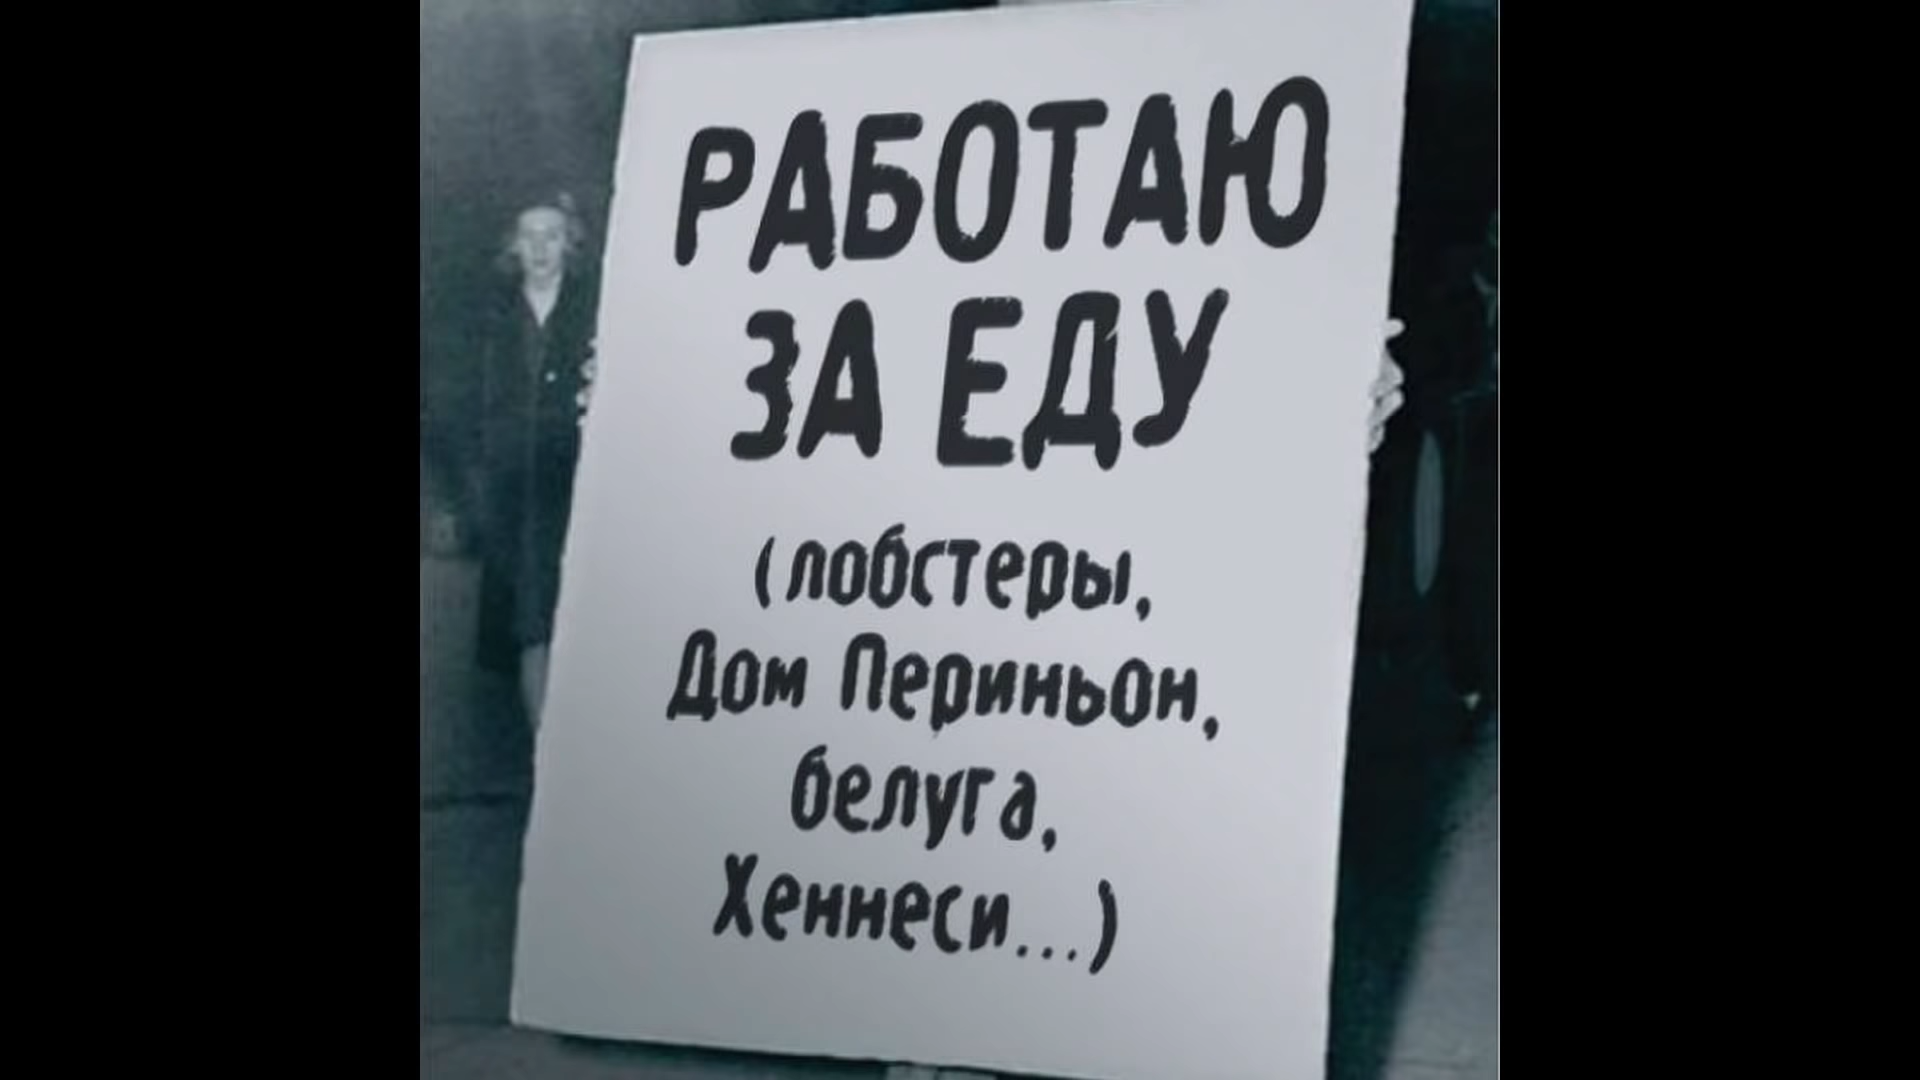 РАБОТАЮ
ЗА ЕДУ
(лобстеры,
Дом Периньон,
белуга,
Хеннеси...)